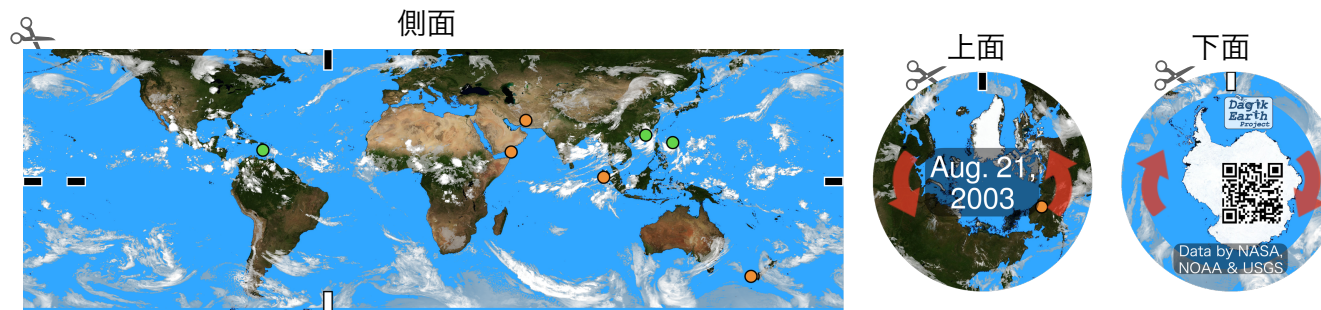 側面
上面
Aug. 21,
2003
下面
Dagik
Earth
Project
Data by NASA,
NOAA & USGS